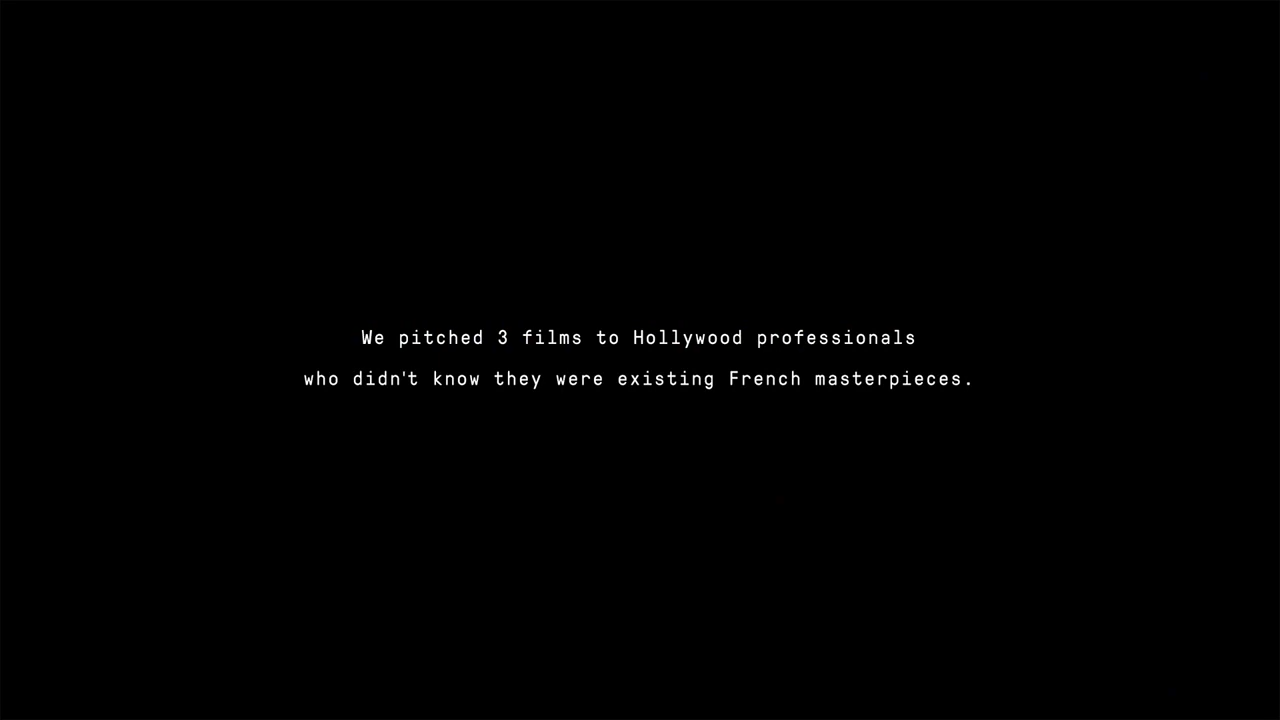 We pitched 3 films to Hollywood professionals
who didn't know they were existing French masterpieces.